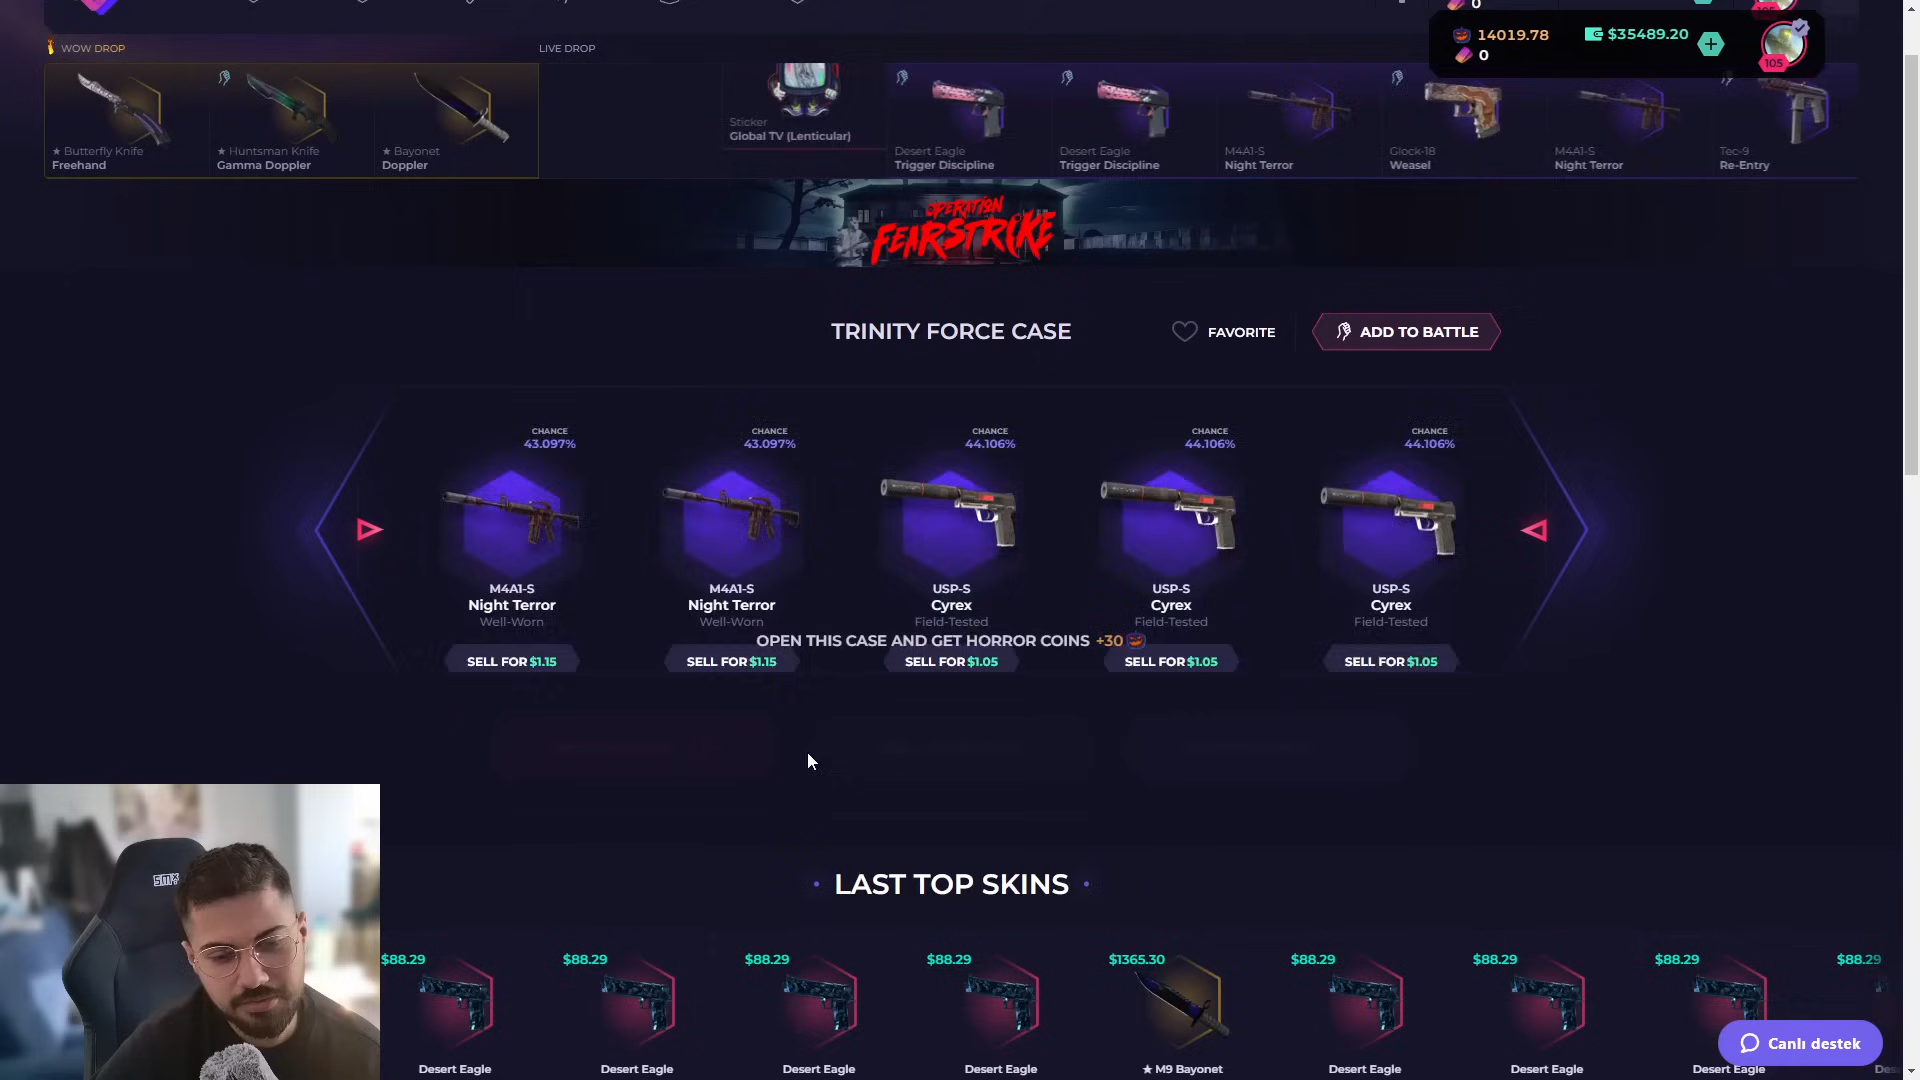 0
WOW DROP
LIVE DROP
14019.78
$35489.20
0
105
★ Butterfly Knife
Freehand
★ Huntsman Knife
Gamma Doppler
★ Bayonet
Doppler
Sticker
Global TV (Lenticular)
Desert Eagle
Trigger Discipline
Desert Eagle
Trigger Discipline
M4A1-S
Night Terror
Glock-18
Weasel
M4A1-S
Night Terror
Tec-9
Re-Entry
OPERATION
FEARSTRIKE
TRINITY FORCE CASE
FAVORITE
ADD TO BATTLE
CHANCE
43.097%
CHANCE
43.097%
CHANCE
44.106%
CHANCE
44.106%
CHANCE
44.106%
M4A1-S
Night Terror
Well-Worn
M4A1-S
Night Terror
Well-Worn
USP-S
Cyrex
Field-Tested
USP-S
Cyrex
Field-Tested
USP-S
Cyrex
Field-Tested
OPEN THIS CASE AND GET HORROR COINS +30
SELL FOR $1.15
SELL FOR $1.15
SELL FOR $1.05
SELL FOR $1.05
SELL FOR $1.05
LAST TOP SKINS
$88.29
$88.29
$88.29
$88.29
$1365.30
$88.29
$88.29
$88.29
$88.29
Desert Eagle
Desert Eagle
Desert Eagle
Desert Eagle
★ M9 Bayonet
Desert Eagle
Desert Eagle
Desert Eagle
Canlı destek